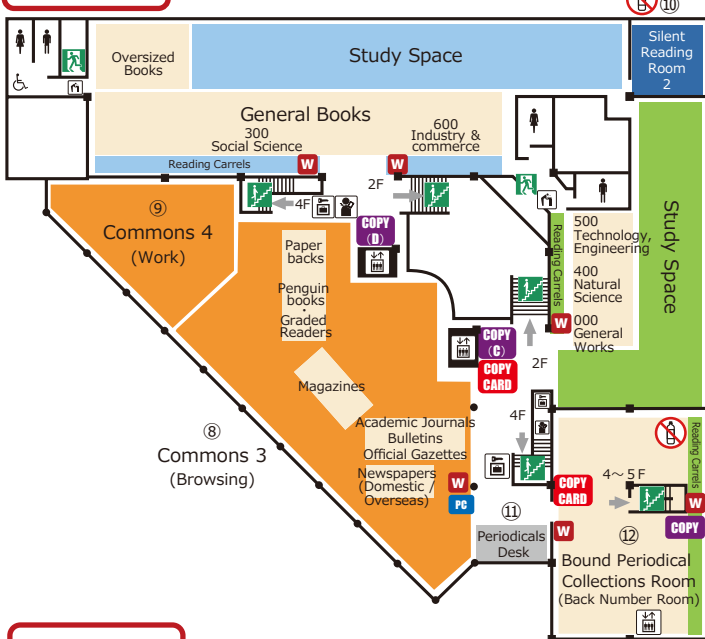 ⑩
Oversized
Books
Study Space
Silent
Reading
Room
2
General Books
300
Social Science
600
Industry &
commerce
Reading Carrels
W
W
4F
2F
⑨
Commons 4
(Work)
COPY
(D)
Paper
backs
Penguin
books
・
Graded
Readers
Magazines
Reading Carrels
500
Technology,
Engineering
400
Natural
Science
000
General
Works
W
Study Space
COPY
(C)
COPY
CARD
2F
4F
⑧
Commons 3
(Browsing)
Academic Journals
Bulletins
Official Gazettes
Newspapers
(Domestic /
Overseas)
W
PC
COPY
CARD
4～5F
Reading Carrels
W
COPY
⑪
Periodicals
Desk
W
⑫
Bound Periodical
Collections Room
(Back Number Room)